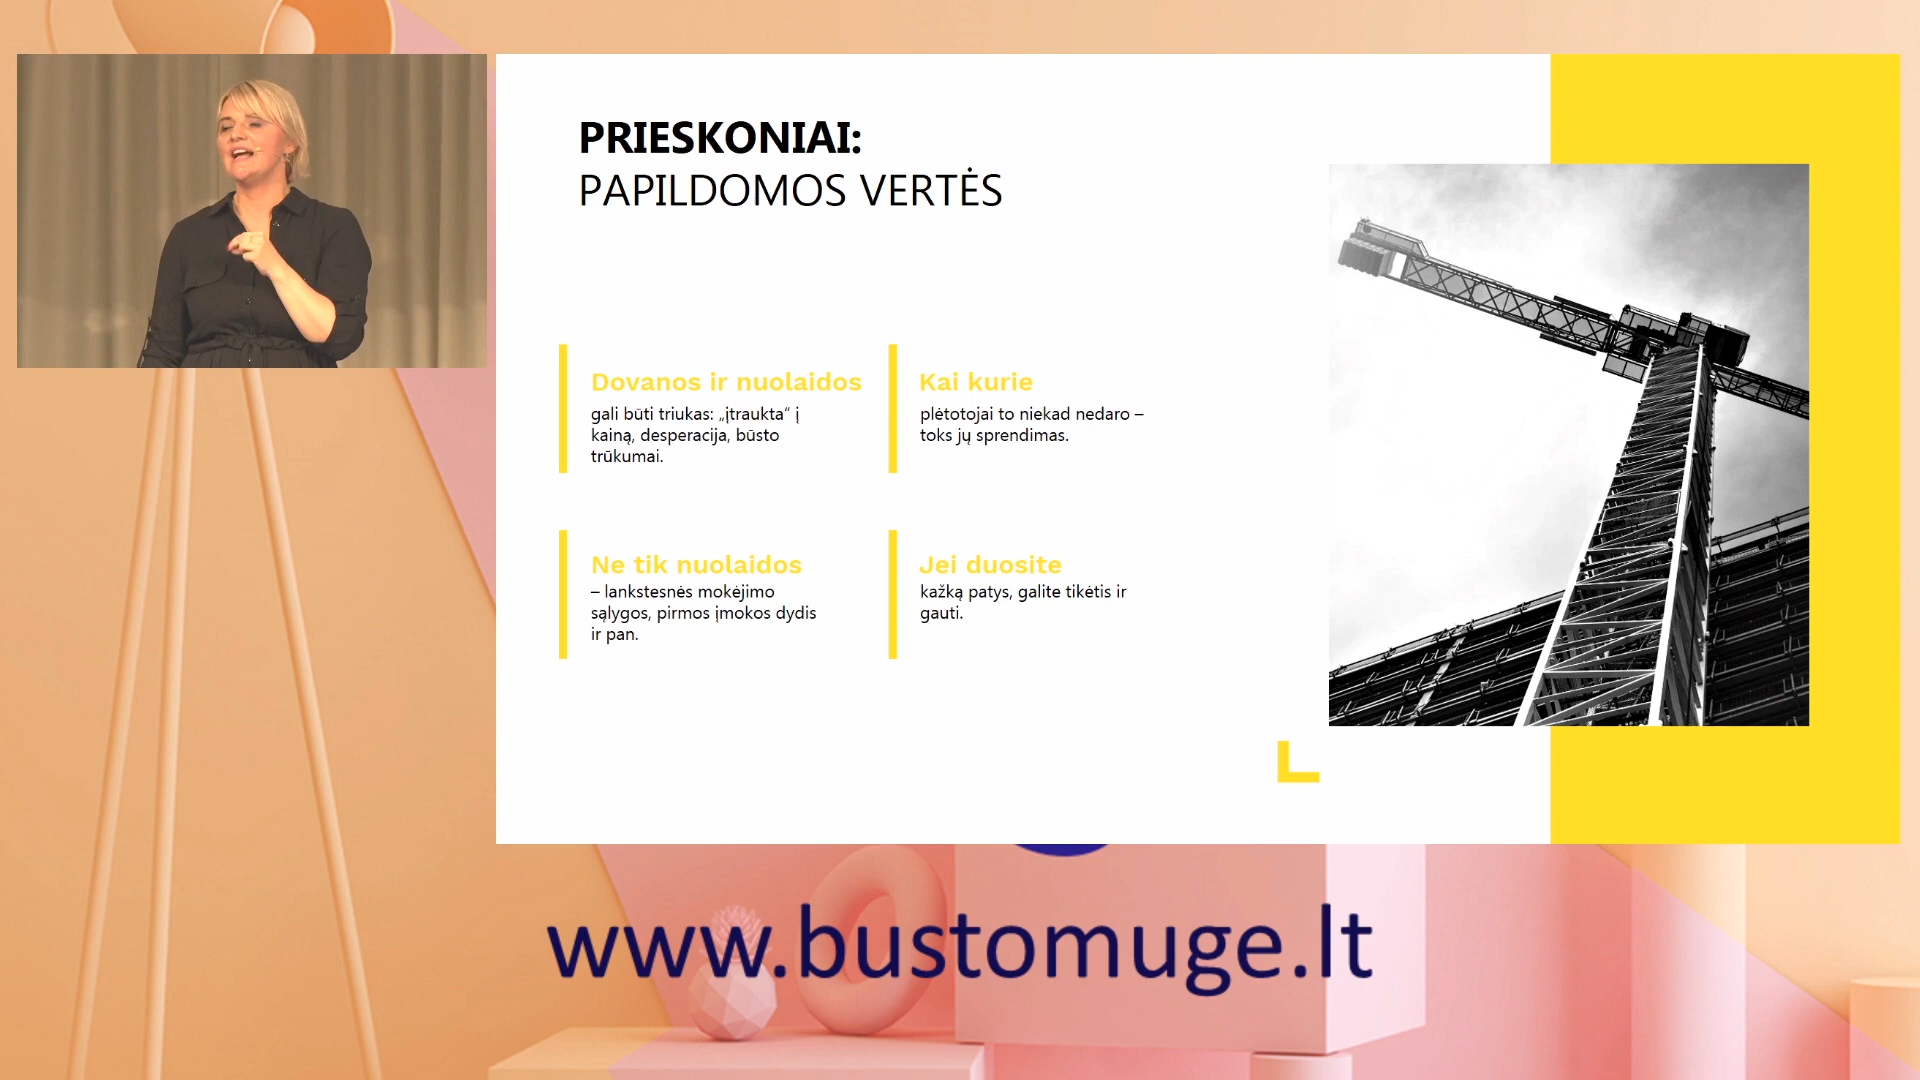 PRIESKONIAI:
PAPILDOMOS VERTĖS
Dovanos ir nuolaidos
gali būti triukas: „įtraukta“ į
kainą, desperacija, būsto
trūkumai.
Kai kurie
plėtotojai to niekad nedaro –
toks jų sprendimas.
Ne tik nuolaidos
– lankstesnės mokėjimo
sąlygos, pirmos įmokos dydis
ir pan.
Jei duosite
kažką patys, galite tikėtis ir
gauti.
www.bustomuge.lt